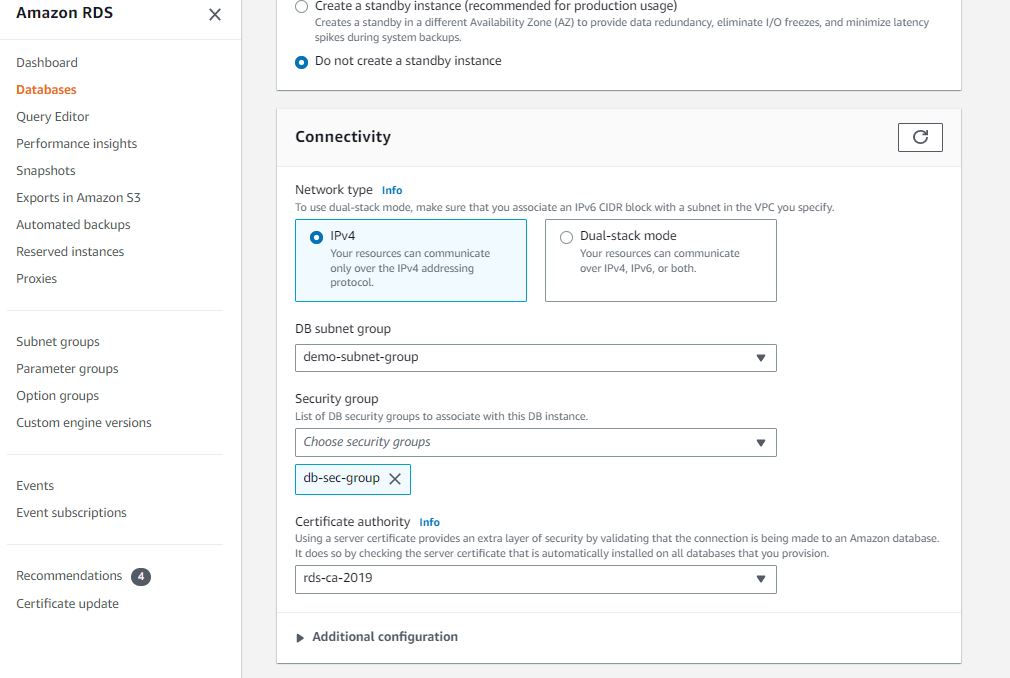 Amazon RDS
Dashboard
Databases
Query Editor
Performance insights
Snapshots
Exports in Amazon S3
Automated backups
Reserved instances
Proxies
Subnet groups
Parameter groups
Option groups
Custom engine versions
Events
Event subscriptions
Recommendations 4
Certificate update
Create a standby instance (recommended for production usage)
Creates a standby in a different Availability Zone (AZ) to provide data redundancy, eliminate I/O freezes, and minimize latency
spikes during system backups.
Do not create a standby instance
Connectivity
Network type Info
To use dual-stack mode, make sure that you associate an IPv6 CIDR block with a subnet in the VPC you specify.
IPv4
Your resources can communicate
only over the IPv4 addressing
protocol.
Dual-stack mode
Your resources can communicate
over IPv4, IPv6, or both.
DB subnet group
demo-subnet-group
Security group
List of DB security groups to associate with this DB instance.
Choose security groups
db-sec-group
Certificate authority Info
Using a server certificate provides an extra layer of security by validating that the connection is being made to an Amazon database.
It does so by checking the server certificate that is automatically installed on all databases that you provision.
rds-ca-2019
Additional configuration